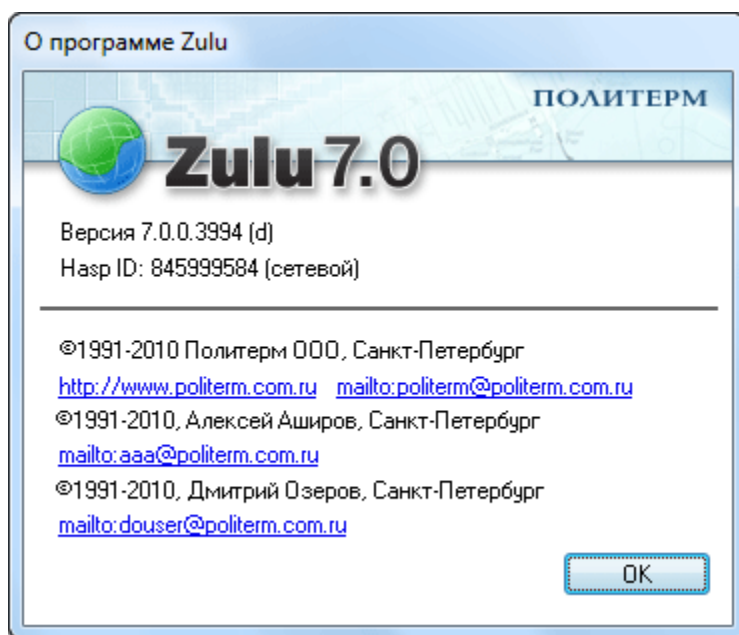 О программе Zulu
ПОЛИТЕРМ
Zulu 7.0
Версия 7.0.0.3994 (d)
Hasp ID: 845999584 (сетевой)
©1991-2010 Политерм ООО, Санкт-Петербург
http://www.politerm.com.ru mailto:politerm@politerm.com.ru
©1991-2010, Алексей Аширов, Санкт-Петербург
mailto:aaa@politerm.com.ru
©1991-2010, Дмитрий Озеров, Санкт-Петербург
mailto:douser@politerm.com.ru
OK